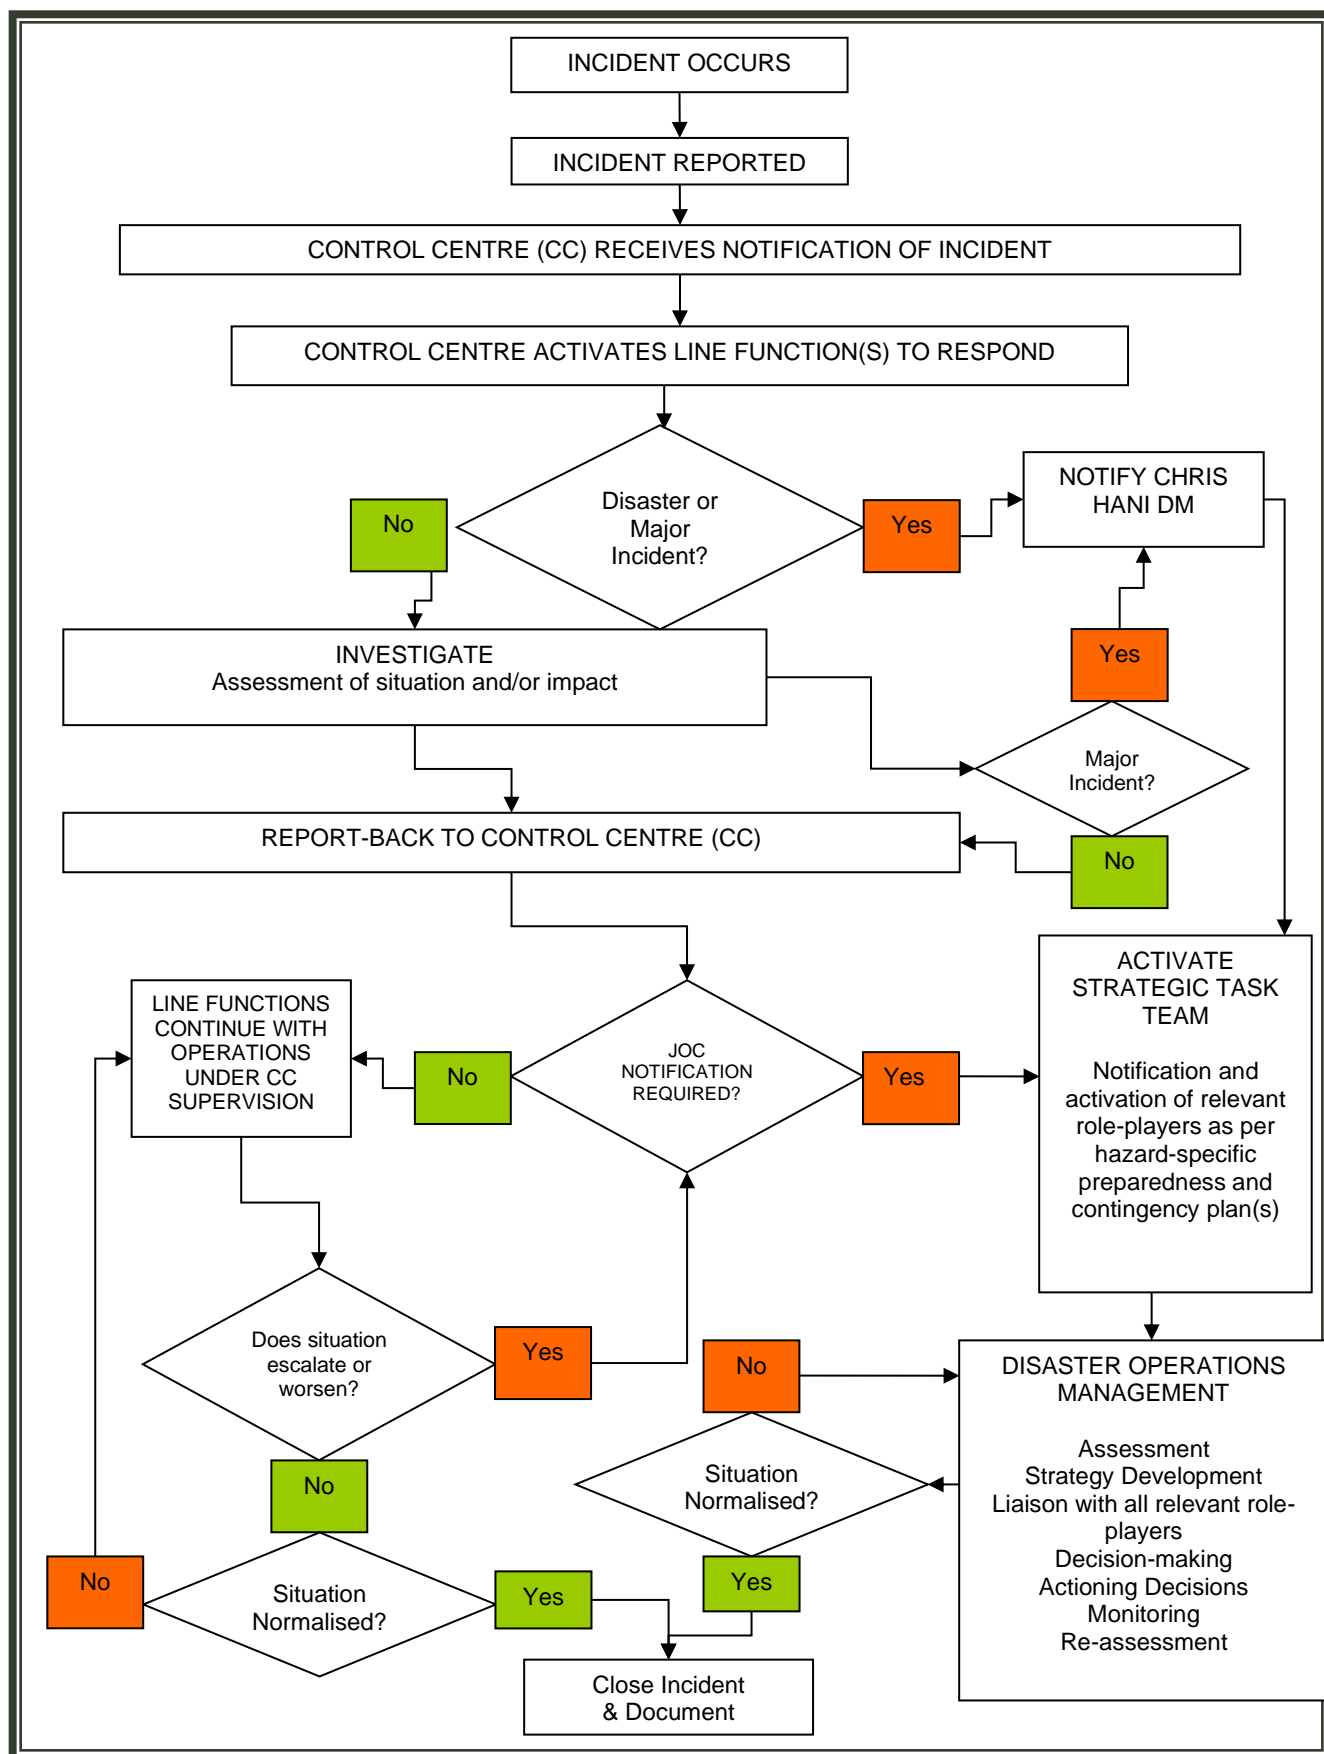 INCIDENT OCCURS
INCIDENT REPORTED
CONTROL CENTRE (CC) RECEIVES NOTIFICATION OF INCIDENT
CONTROL CENTRE ACTIVATES LINE FUNCTION(S) TO RESPOND
Disaster or
Major
Incident?
No
Yes
NOTIFY CHRIS
HANI DM
INVESTIGATE
Assessment of situation and/or impact
Yes
Major
Incident?
No
REPORT-BACK TO CONTROL CENTRE (CC)
LINE FUNCTIONS
CONTINUE WITH
OPERATIONS
UNDER CC
SUPERVISION
No
JOC
NOTIFICATION
REQUIRED?
Yes
ACTIVATE
STRATEGIC TASK
TEAM
Notification and
activation of relevant
role-players as per
hazard-specific
preparedness and
contingency plan(s)
Does situation
escalate or
worsen?
Yes
No
No
Situation
Normalised?
Yes
No
Situation
Normalised?
Yes
DISASTER OPERATIONS
MANAGEMENT
Assessment
Strategy Development
Liaison with all relevant role-
players
Decision-making
Actioning Decisions
Monitoring
Re-assessment
Close Incident
& Document